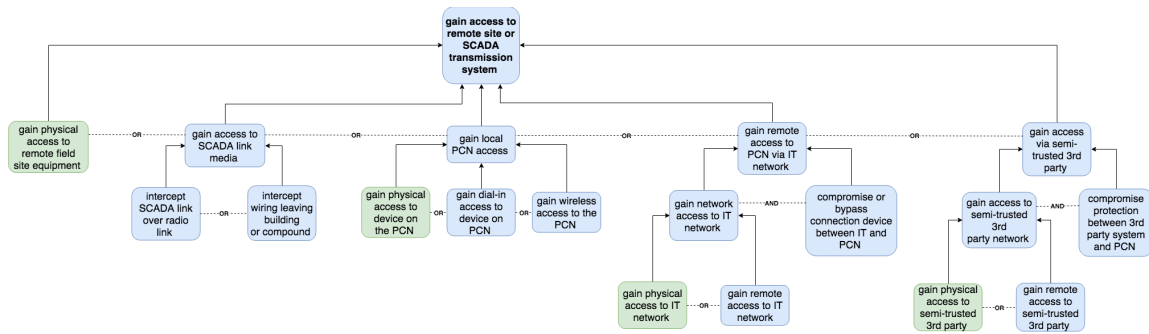 gain access to
remote site or
SCADA
transmission
system
gain physical
access to
remote field
site equipment
OR
gain access to
SCADA link
media
OR
gain local
PCN access
OR
gain remote
access to
PCN via IT
network
OR
gain access
via semi-
trusted 3rd
party
intercept
SCADA link
over radio
link
OR
intercept
wiring leaving
building
or compound
gain physical
access to
device on
the PCN
OR
gain dial-in
access to
device on
PCN
OR
gain wireless
access to the
PCN
gain network
access to IT
network
AND
compromise or
bypass
connection device
between IT and
PCN
gain access to
semi-trusted
3rd
party network
AND
compromise
protection
between 3rd
party system
and PCN
gain physical
access to IT
network
OR
gain remote
access to IT
network
gain physical
access to
semi-trusted
3rd party
OR
gain remote
access to
semi-trusted
3rd party